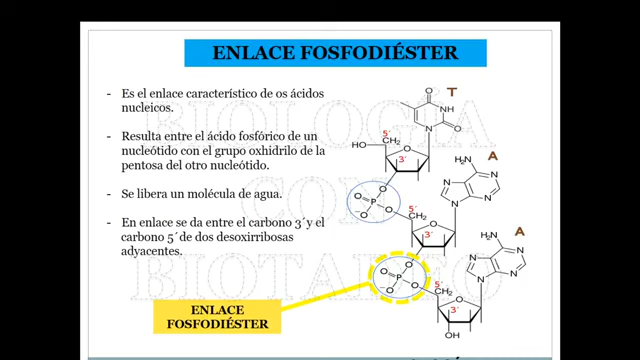 ENLACE FOSFODIÉSTER
- Es el enlace característico de os ácidos
nucleicos.
- Resulta entre el ácido fosfórico de un
nucleótido con el grupo oxhidrilo de la
pentosa del otro nucleótido.
- Se libera un molécula de agua.
- En enlace se da entre el carbono 3´y el
carbono 5´de dos desoxirribosas
adyacentes.
ENLACE
FOSFODIÉSTER
BIOLOGÍA
CON
BIOTAFEO
O
T
NH
N
O
5´
CH2
HO
O
3´
H2N
A
N
N
N
N
O
O
P
O
O
5´
CH2
O
3´
H2N
A
N
N
N
N
O
O
P
O
O
5´
CH2
O
3´
OH